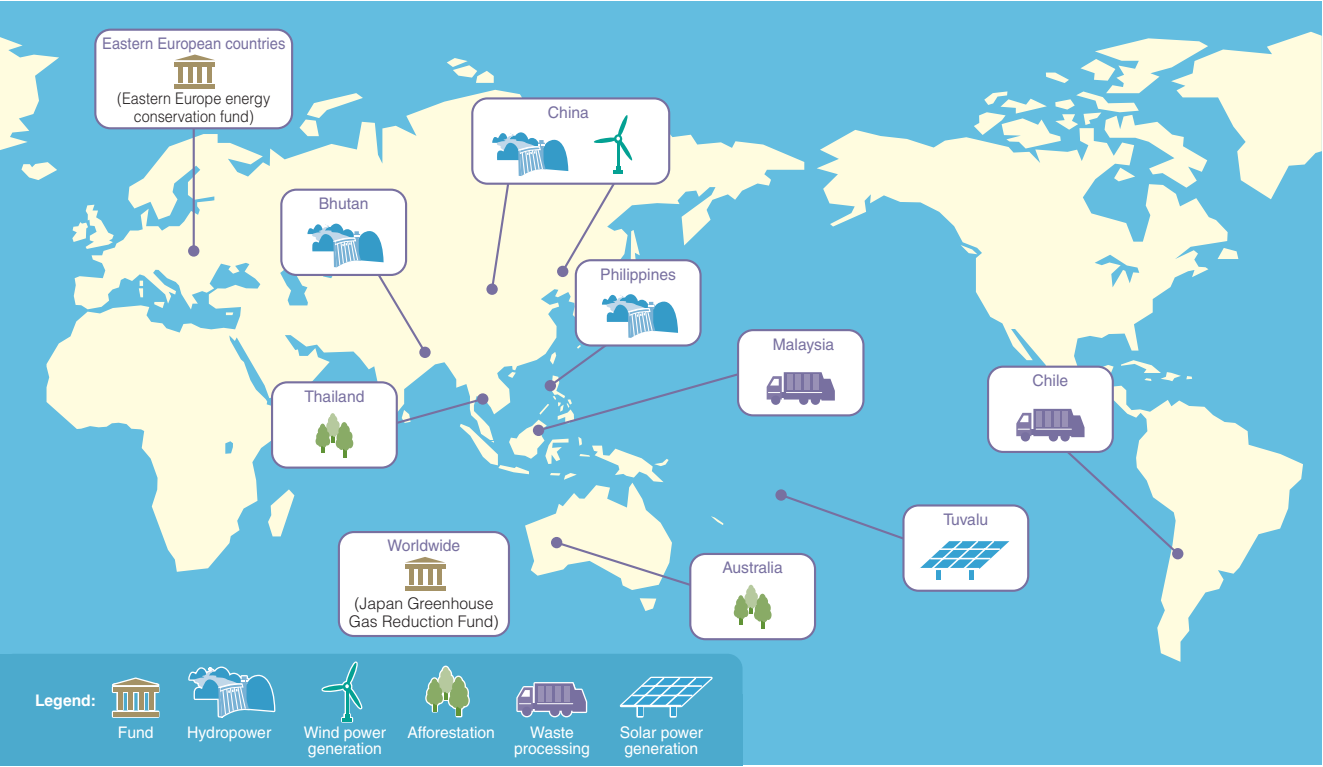 Eastern European countries
(Eastern Europe energy
conservation fund)
China
Bhutan
Philippines
Malaysia
Chile
Thailand
Tuvalu
Worldwide
(Japan Greenhouse
Gas Reduction Fund)
Australia
Legend:
Fund
Hydropower
Wind power
generation
Afforestation
Waste
processing
Solar power
generation